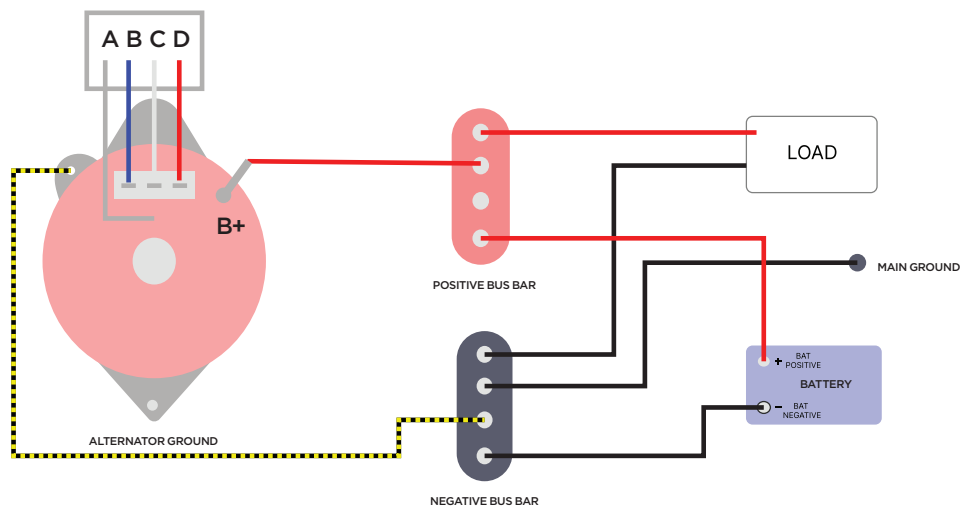 A B C D
B+
LOAD
POSITIVE BUS BAR
MAIN GROUND
+ BAT
POSITIVE
BATTERY
- BAT
NEGATIVE
ALTERNATOR GROUND
NEGATIVE BUS BAR